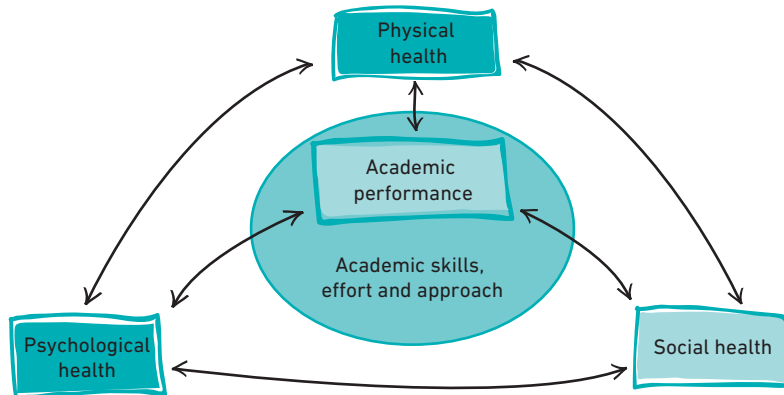 Physical
health
Academic
performance
Academic skills,
effort and approach
Psychological
health
Social health